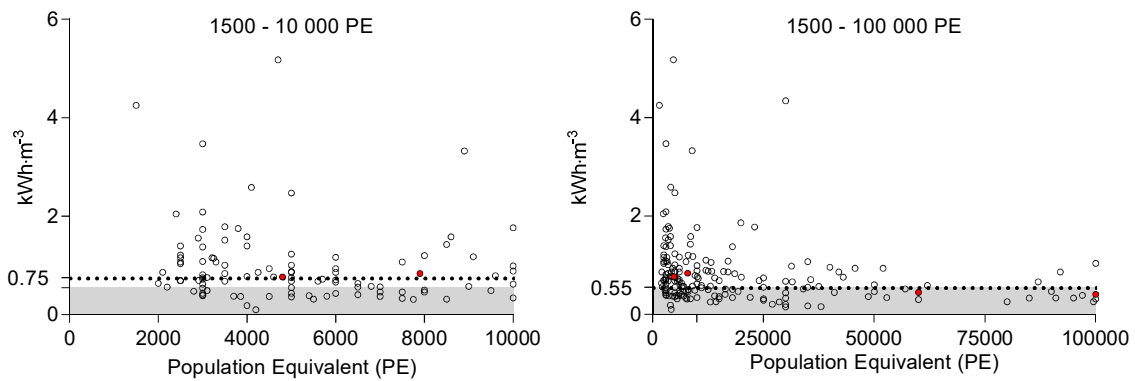 1500 - 10 000 PE
6
4
2
0.75
0
kWh·m-3
0 2000 4000 6000 8000 10000
Population Equivalent (PE)
1500 - 100 000 PE
6
4
2
0.55
0
kWh·m-3
0 25000 50000 75000 100000
Population Equivalent (PE)